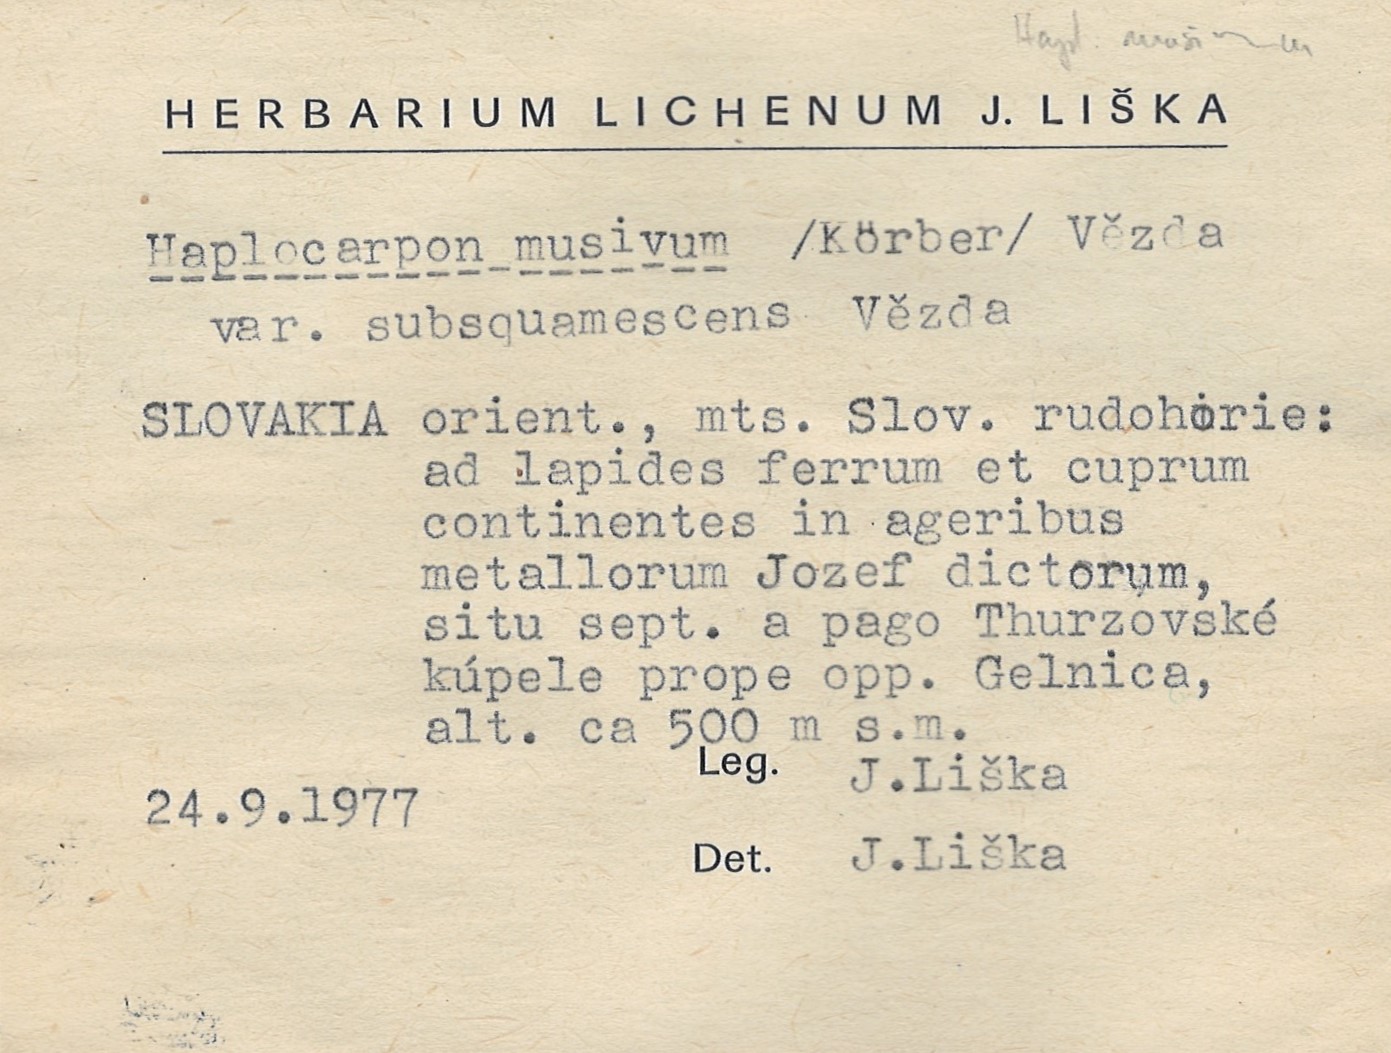 HERBARIUM LICHENUM J. LIŠKA
Haplocarpon musivum /Körber/ Vězda
var. subsquamescens Vězda
SLOVAKIA orient., mts. Slov. rudohorie:
ad lapides ferrum et cuprum
continentes in ageribus
metallorum Jozef dictorum,
situ sept. a pago Thurzovské
kúpele prope opp. Gelnica,
alt. ca 500 m s.m.
Leg. J.Liška
24.9.1977
Det. J.Liška